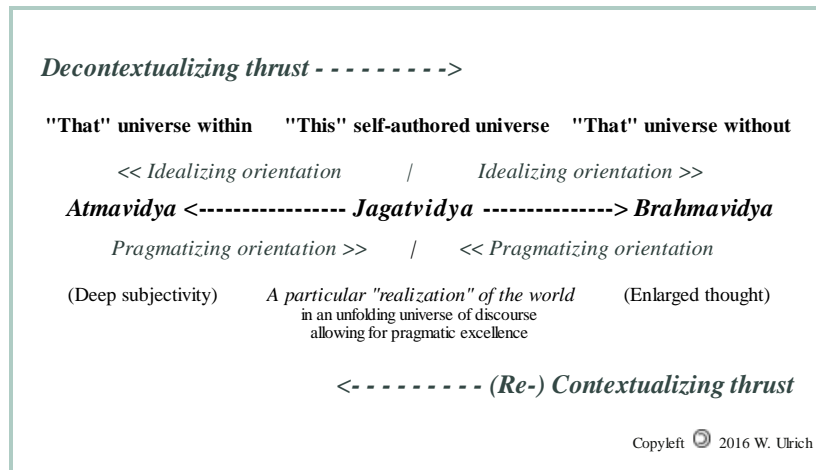 Decontextualizing thrust - - - - - - - - ->
"That" universe within "This" self-authored universe "That" universe without
<< Idealizing orientation / Idealizing orientation >>
Atmavidya <----------------- Jagatvidya ---------------> Brahmavidya
Pragmatizing orientation >> / << Pragmatizing orientation
(Deep subjectivity) A particular "realization" of the world (Enlarged thought)
in an unfolding universe of discourse
allowing for pragmatic excellence
<- - - - - - - - - (Re-) Contextualizing thrust
Copyleft 2016 W. Ulrich